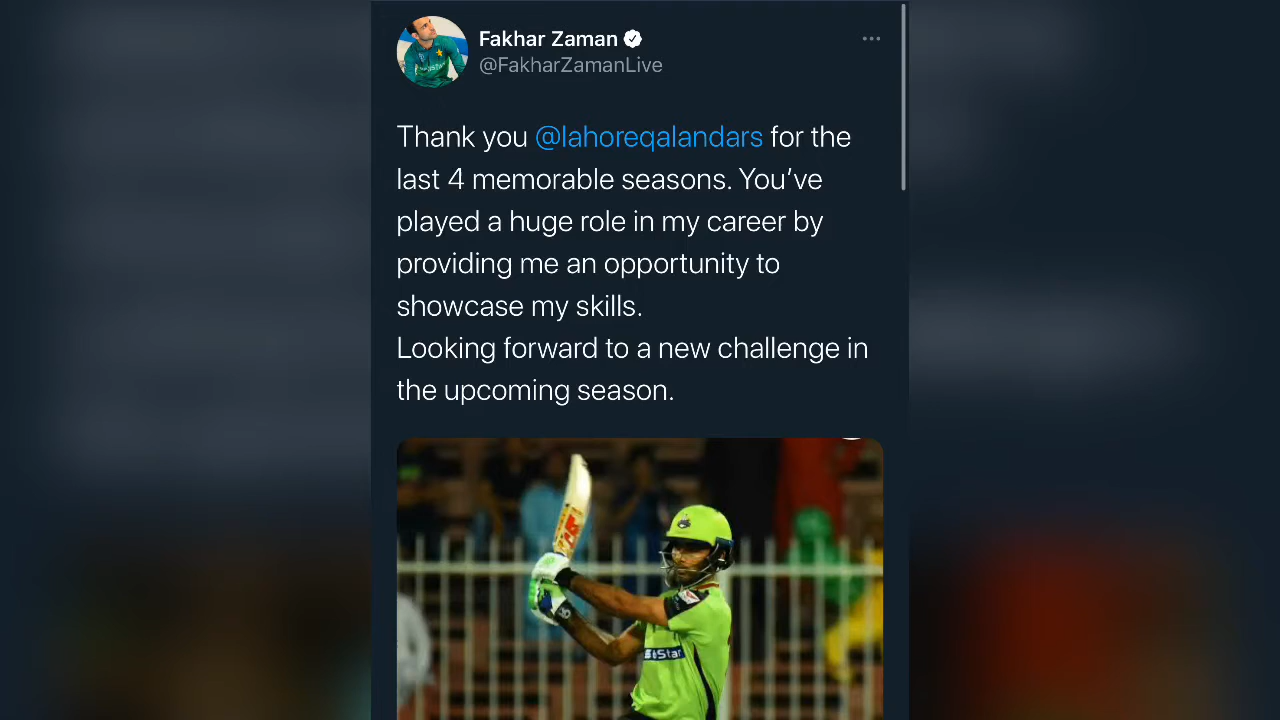 Fakhar Zaman
@FakharZamanLive
Thank you @lahoreqalandars for the
last 4 memorable seasons. You’ve
played a huge role in my career by
providing me an opportunity to
showcase my skills.
Looking forward to a new challenge in
the upcoming season.